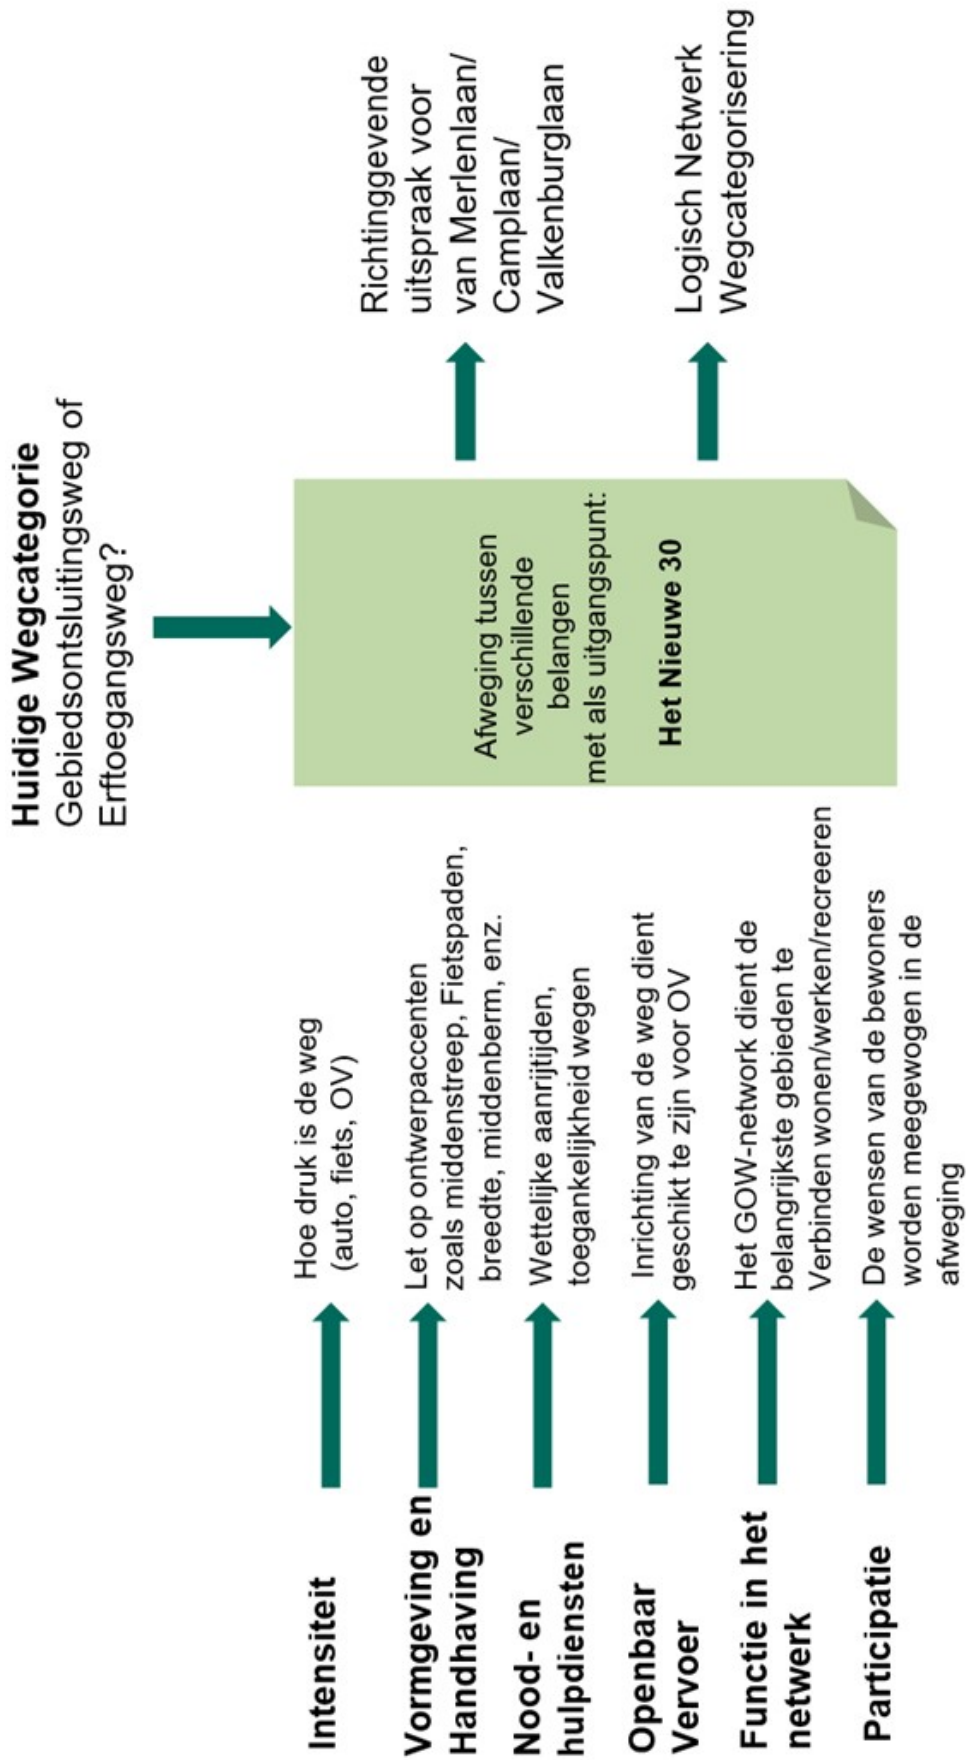 Huidige Wegcategorie
Gebiedsontsluitingsweg of
Erftoegangsweg?
Intensiteit
Hoe druk is de weg
(auto, fiets, OV)
Vormgeving en
Handhaving
Let op ontwerpaccenten
zoals middenstreep, Fietspaden,
breedte, middenberm, enz.
Nood- en
hulpdiensten
Wettelijke aanrijtijden,
toegankelijkheid wegen
Openbaar
Vervoer
Inrichting van de weg dient
geschikt te zijn voor OV
Functie in het
netwerk
Het GOW-network dient de
belangrijkste gebieden te
Verbinden wonen/werken/recreeren
Participatie
De wensen van de bewoners
worden meegewogen in de
afweging
Afweging tussen
verschillende
belangen
met als uitgangspunt:
Het Nieuwe 30
Richtinggevende
uitspraak voor
van Merlenlaan/
Camplaan/
Valkenburglaan
Logisch Netwerk
Wegcategorisering